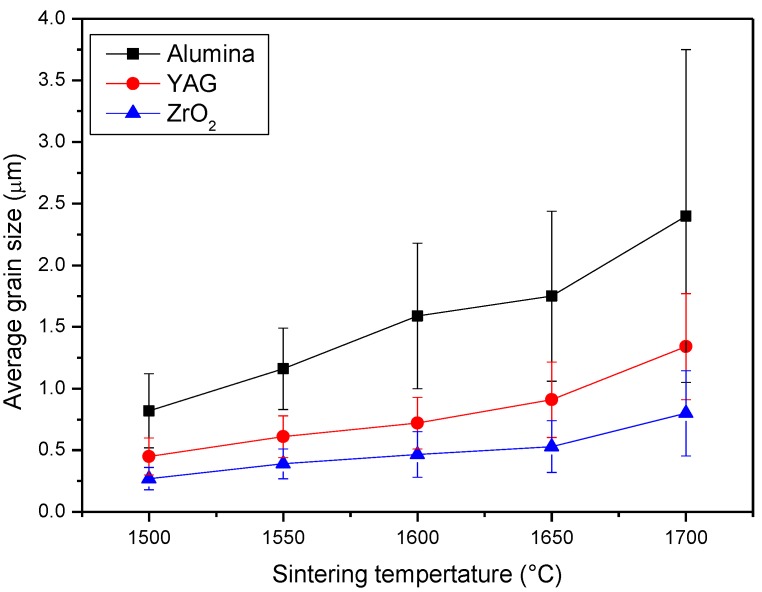 4.0
3.5
3.0
2.5
2.0
1.5
1.0
0.5
0.0
Average grain size (μm)
Alumina
YAG
ZrO₂
1500 1550 1600 1650 1700
Sintering tempertature (°C)